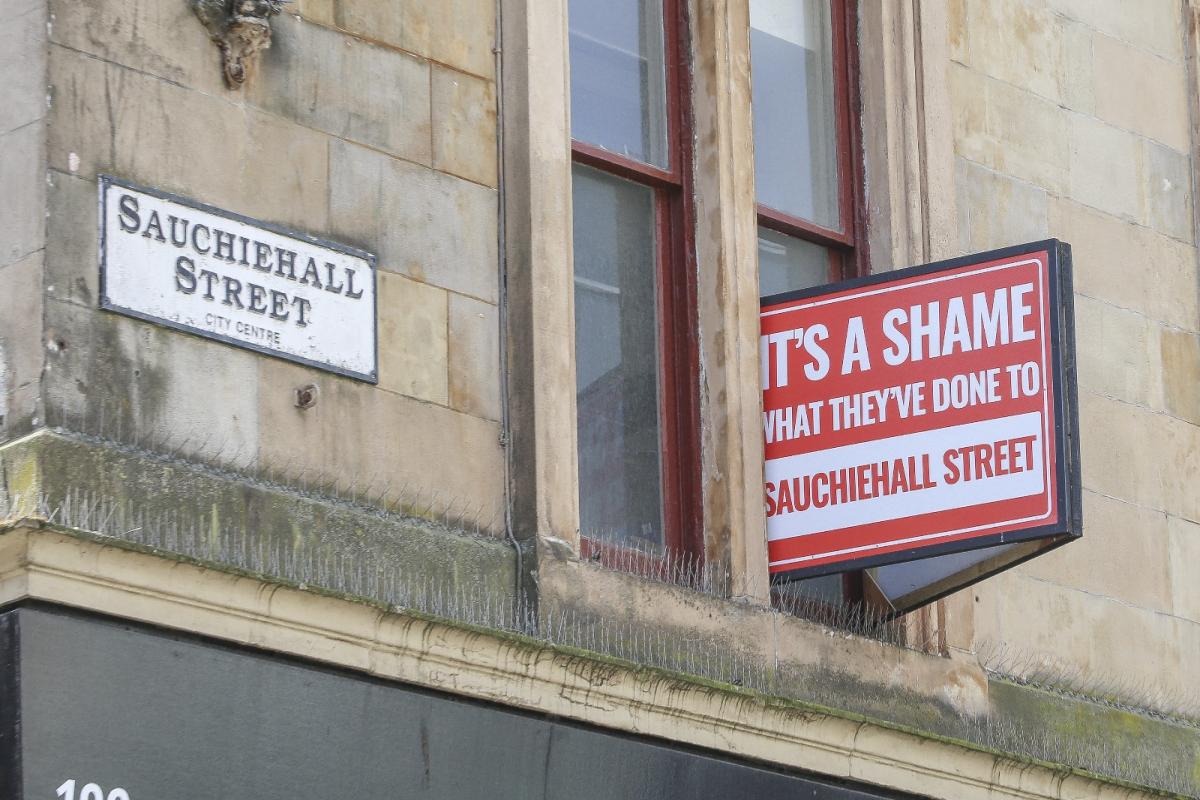 SAUCHIEHALL
STREET
CITY CENTRE
IT'S A SHAME
WHAT THEY'VE DONE TO
SAUCHIEHALL STREET